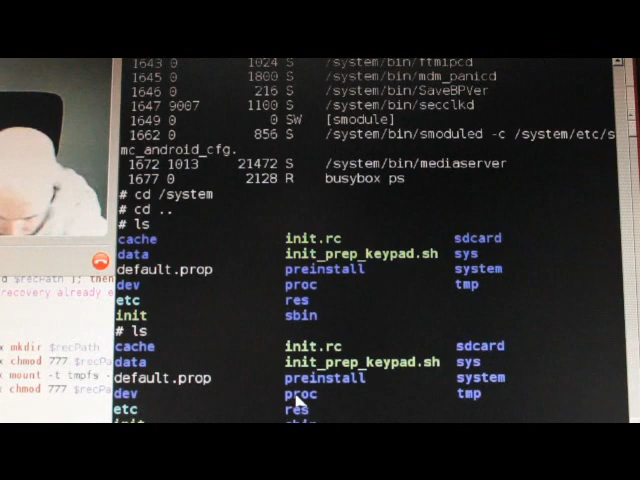 1643 0 1024 S /system/bin/ftmipcd
1645 0 1800 S /system/bin/mdm_panicd
1646 0 216 S /system/bin/SaveBPVer
1647 9007 1100 S /system/bin/secclkd
1649 0 0 SW [smodule]
1662 0 856 S /system/bin/smoduled -c /system/etc/s
mc_android_cfg.
1672 1013 21472 S /system/bin/mediaserver
1677 0 2128 R busybox ps
# cd /system
# cd ..
# ls
cache init.rc sdcard
data init_prep_keypad.sh sys
default.prop preinstall system
dev proc tmp
etc res
init sbin
# ls
cache init.rc sdcard
data init_prep_keypad.sh sys
default.prop preinstall system
dev proc tmp
etc res
init sbin
d $recPath ]; then
recovery already e
x mkdir $recPath
x chmod 777 $recPa
x mount -t tmpfs -
x chmod 777 $recPa